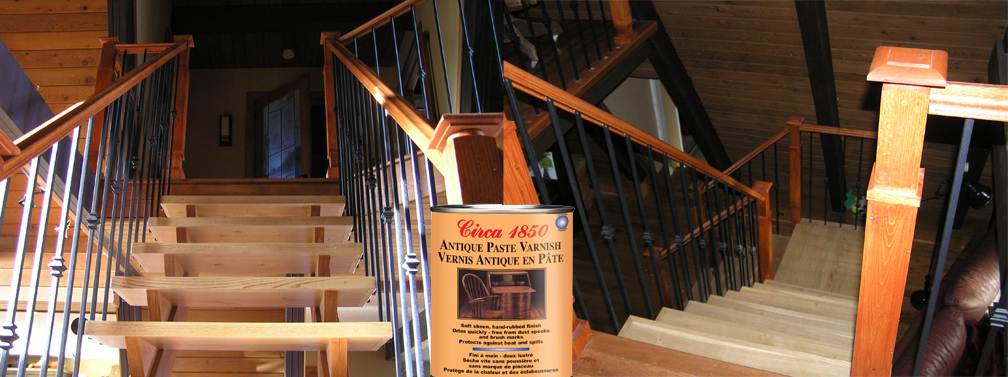 Circa 1850
ANTIQUE PASTE VARNISH
VERNIS ANTIQUE EN PÂTE
Soft sheen, hand-rubbed finish
Dries quickly - free from dust specks
and brush marks
Protects against heat and spills
Fini à main - doux lustré
Sèche vite sans poussière et
sans marque de pinceau
Protège de la chaleur et des éclaboussures